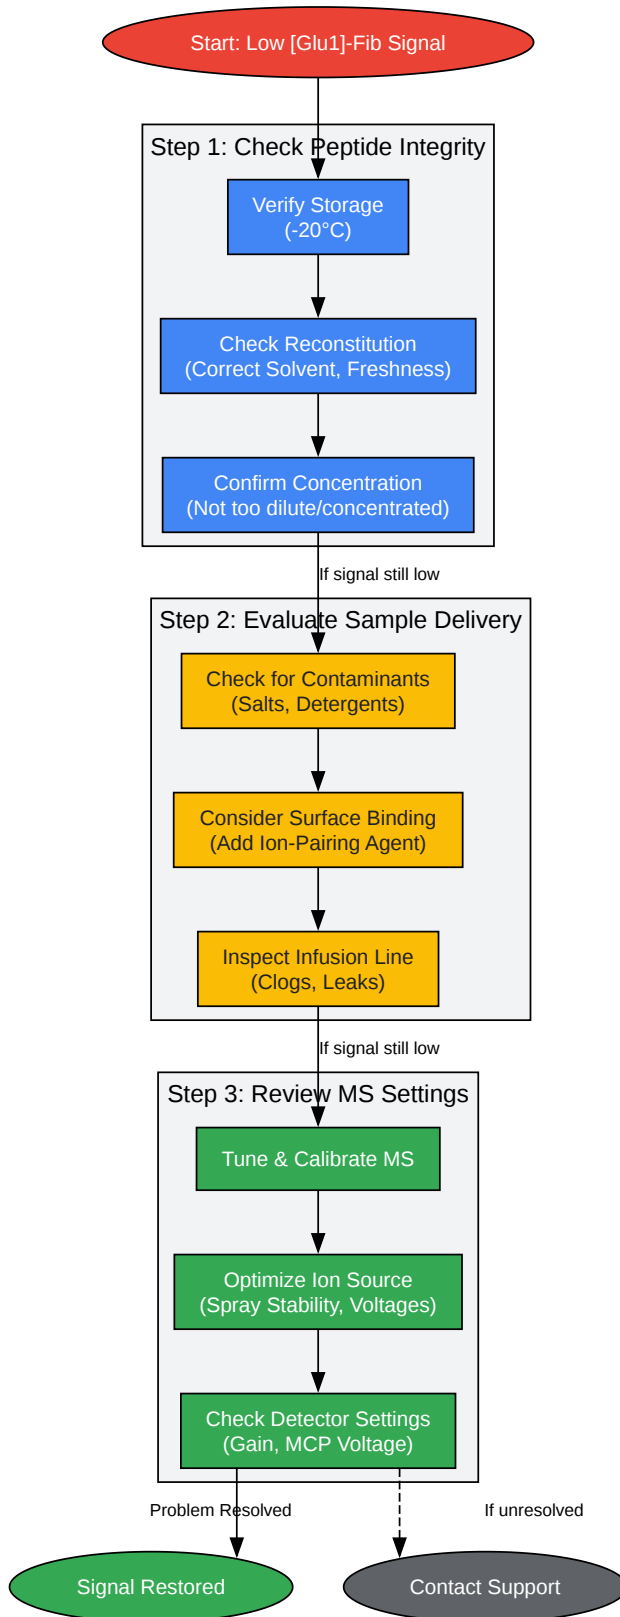 Start: Low [Glu1]-Fib Signal
Step 1: Check Peptide Integrity
Verify Storage
(-20°C)
Check Reconstitution
(Correct Solvent, Freshness)
Confirm Concentration
(Not too dilute/concentrated)
If signal still low
Step 2: Evaluate Sample Delivery
Check for Contaminants
(Salts, Detergents)
Consider Surface Binding
(Add Ion-Pairing Agent)
Inspect Infusion Line
(Clogs, Leaks)
If signal still low
Step 3: Review MS Settings
Tune & Calibrate MS
Optimize Ion Source
(Spray Stability, Voltages)
Check Detector Settings
(Gain, MCP Voltage)
Problem Resolved
If unresolved
Signal Restored
Contact Support